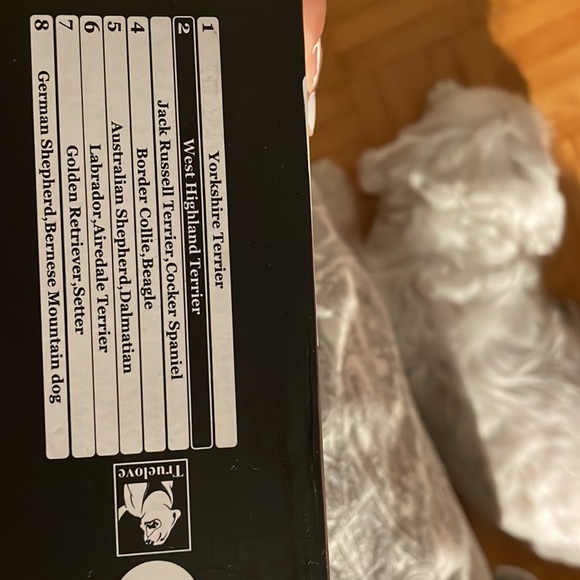 1 Yorkshire Terrier
2 West Highland Terrier
Jack Russell Terrier,Cocker Spaniel
4 Border Collie,Beagle
5 Australian Shepherd,Dalmatian
6 Labrador,Airedale Terrier
7 Golden Retriever,Setter
8 German Shepherd,Bernese Mountain dog
Truelove